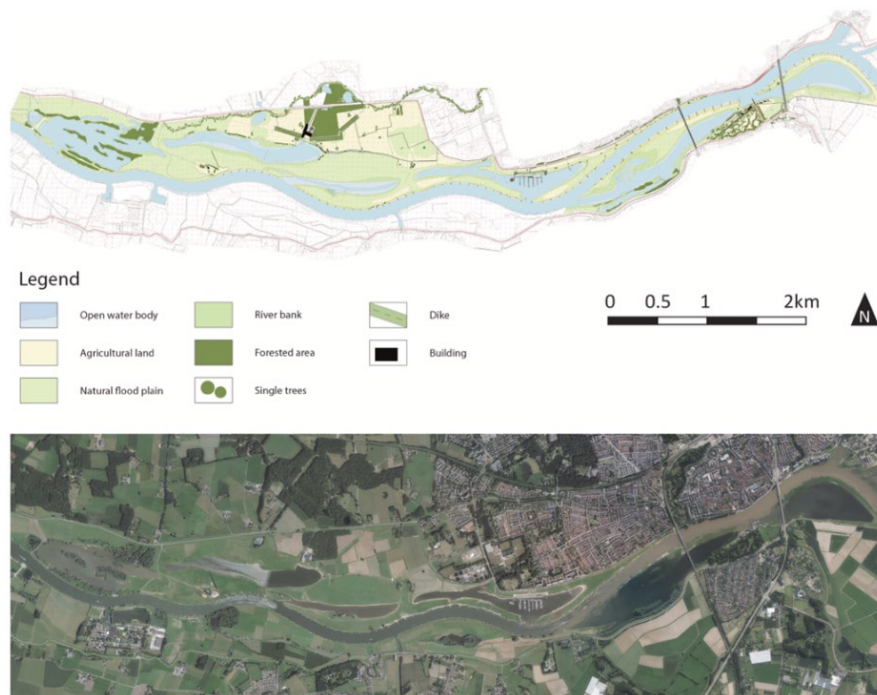 Legend
Open water body
River bank
Dike
Agricultural land
Forested area
Building
Natural flood plain
Single trees
0 0.5 1 2km
N